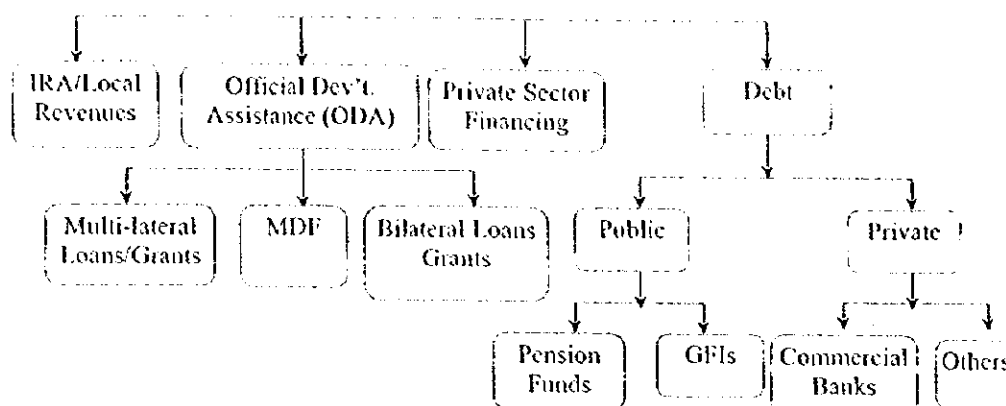 IRA/Local
Revenues
Official Dev't.
Assistance (ODA)
Private Sector
Financing
Debt
Multi-lateral
Loans/Grants
MDF
Bilateral Loans
Grants
Public
Private
Pension
Funds
GFIs
Commercial
Banks
Others